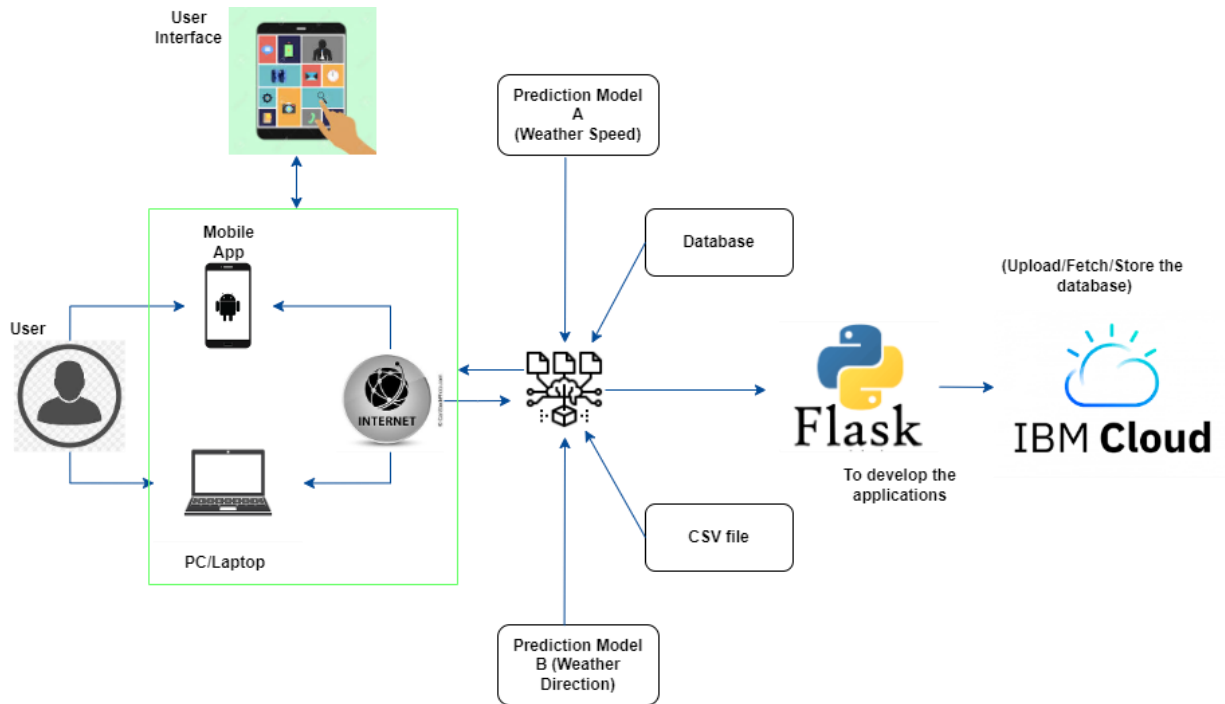 User
Interface
Prediction Model
A
(Weather Speed)
Mobile
App
Database
(Upload/Fetch/Store the
database)
User
INTERNET
Flask
IBM Cloud
To develop the
applications
CSV file
PC/Laptop
Prediction Model
B (Weather
Direction)